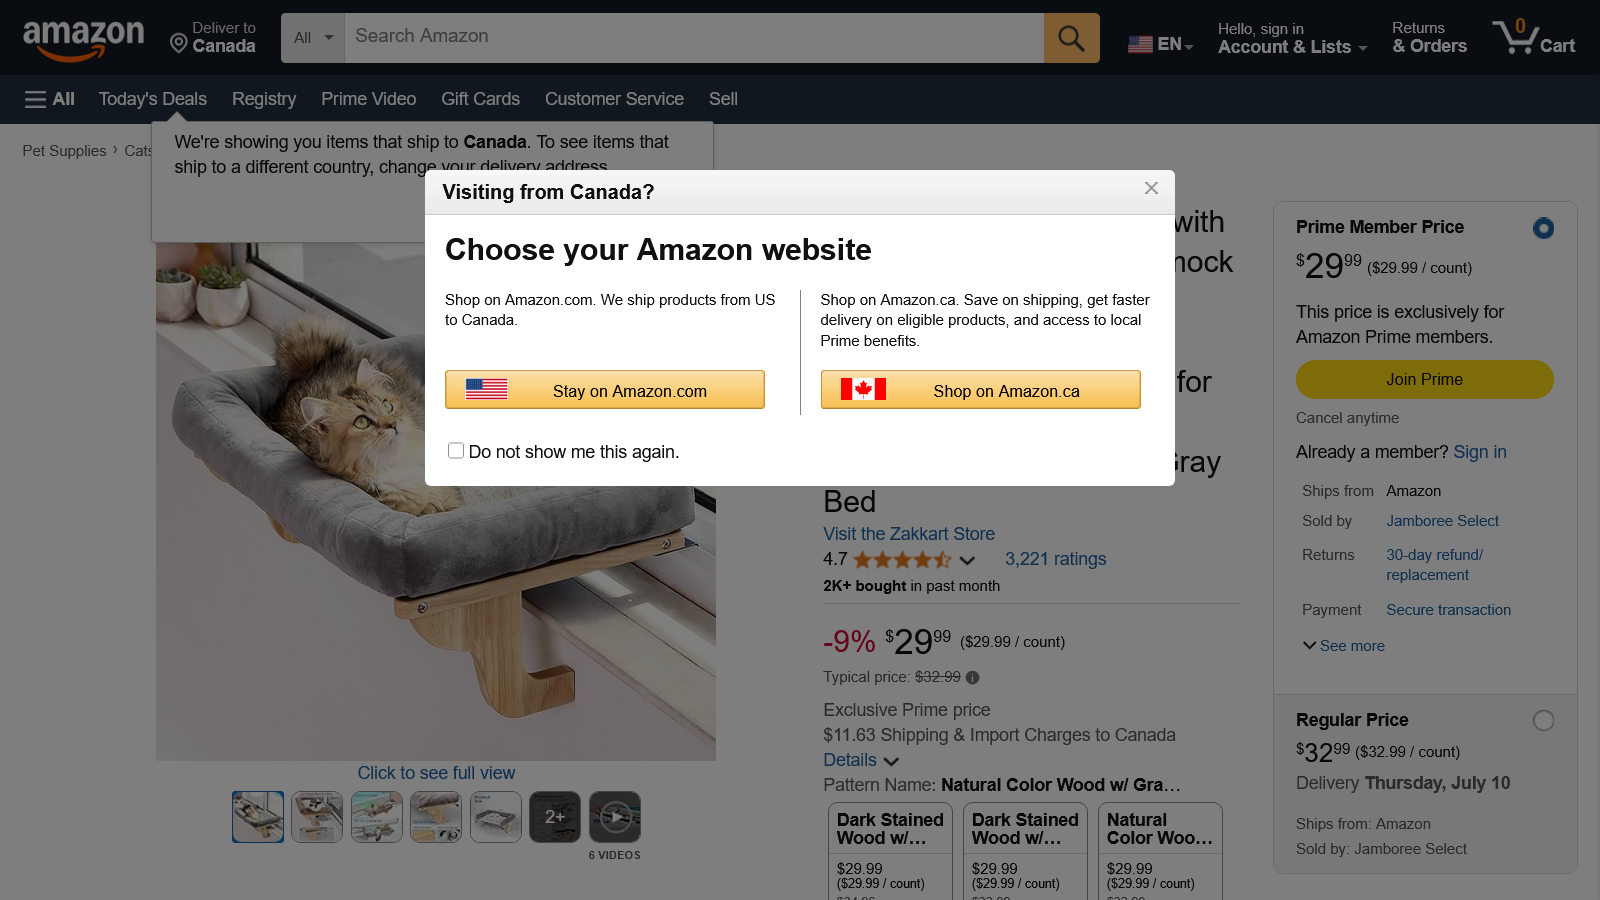 amazon
Deliver to
Canada
All
Search Amazon
EN
Hello, sign in
Account & Lists
Returns
& Orders
0
Cart
All
Today's Deals
Registry
Prime Video
Gift Cards
Customer Service
Sell
Pet Supplies › Cats
We're showing you items that ship to Canada. To see items that
ship to a different country, change your delivery address.
Visiting from Canada?
Choose your Amazon website
Shop on Amazon.com. We ship products from US
to Canada.
Stay on Amazon.com
Shop on Amazon.ca. Save on shipping, get faster
delivery on eligible products, and access to local
Prime benefits.
Shop on Amazon.ca
Do not show me this again.
with
for
Gray
Bed
Visit the Zakkart Store
4.7
3,221 ratings
2K+ bought in past month
-9% $2999 ($29.99 / count)
Typical price: $32.99
Exclusive Prime price
$11.63 Shipping & Import Charges to Canada
Details
Pattern Name: Natural Color Wood w/ Gra...
Dark Stained
Wood w/...
$29.99
($29.99 / count)
Dark Stained
Wood w/...
$29.99
($29.99 / count)
Natural
Color Woo...
$29.99
($29.99 / count)
Click to see full view
2+
6 VIDEOS
Prime Member Price
$2999 ($29.99 / count)
This price is exclusively for
Amazon Prime members.
Join Prime
Cancel anytime
Already a member? Sign in
Ships from Amazon
Sold by Jamboree Select
Returns 30-day refund/
replacement
Payment Secure transaction
See more
Regular Price
$3299 ($32.99 / count)
Delivery Thursday, July 10
Ships from: Amazon
Sold by: Jamboree Select